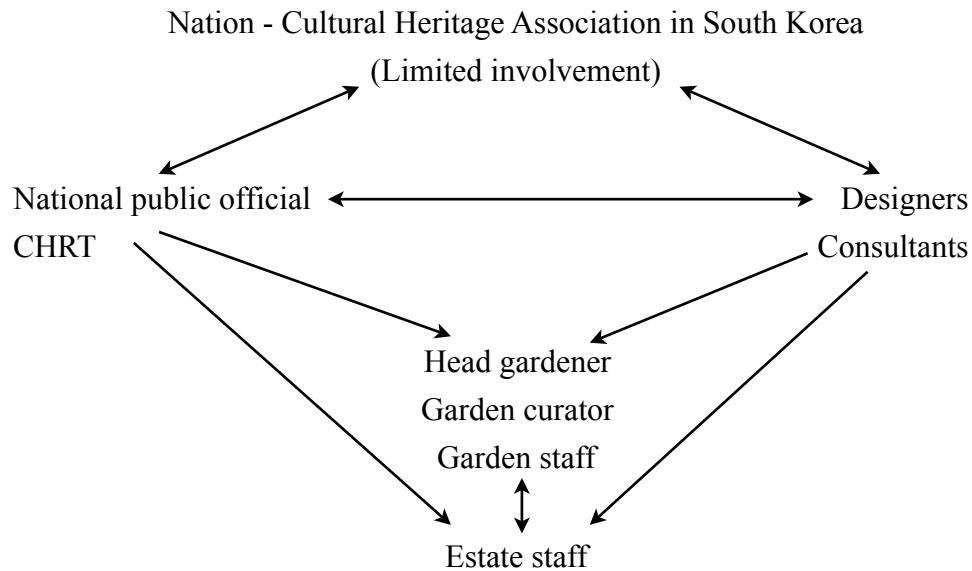 Nation - Cultural Heritage Association in South Korea
(Limited involvement)
National public official
CHRT
Designers
Consultants
Head gardener
Garden curator
Garden staff
Estate staff